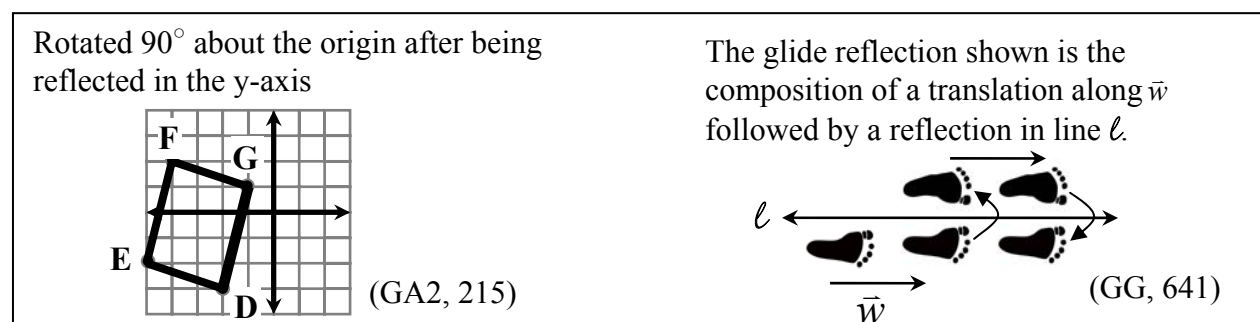 Rotated 90° about the origin after being
reflected in the y-axis
F
G
E
D
(GA2, 215)
The glide reflection shown is the
composition of a translation along w⃗
followed by a reflection in line ℓ.
ℓ
w⃗
(GG, 641)